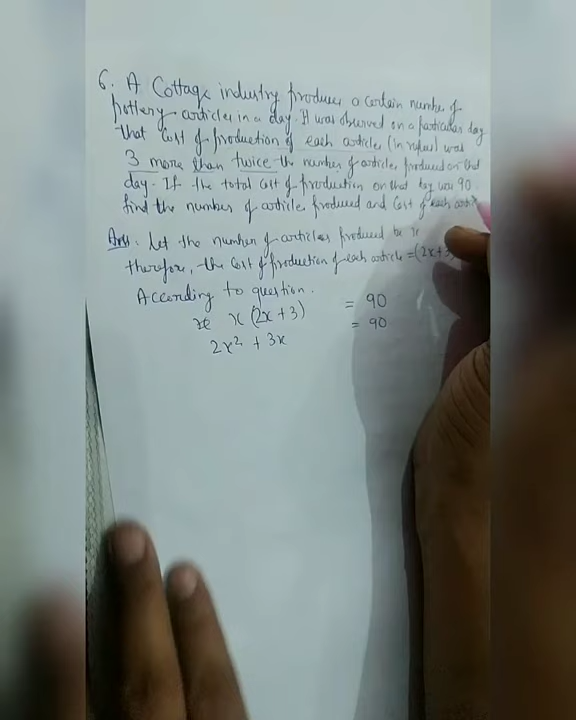 6. A Cottage industry produces a certain number of
pottery articles in a day. It was observed on a particular day
that Cost of production of each article (in rupees) was
3 more than twice the number of articles produced on that
day. If the total cost of production on that day was 90.
find the number of article produced and Cost of each article
Ans: Let the number of articles produced be x
therefore, the Cost of production of each article = (2x+3)
According to question.
x (2x+3) = 90
2x² + 3x = 90